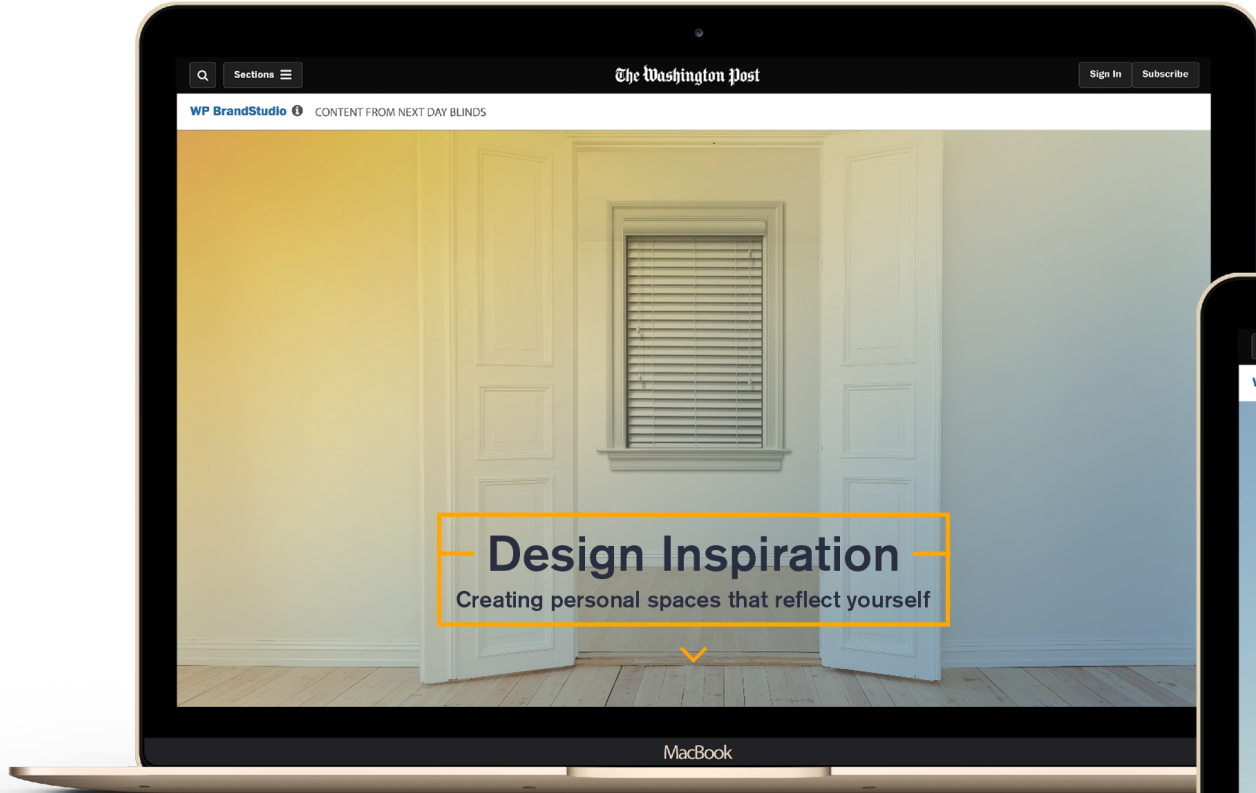 Sections
The Washington Post
Sign In
Subscribe
WP BrandStudio
CONTENT FROM NEXT DAY BLINDS
Design Inspiration
Creating personal spaces that reflect yourself
MacBook